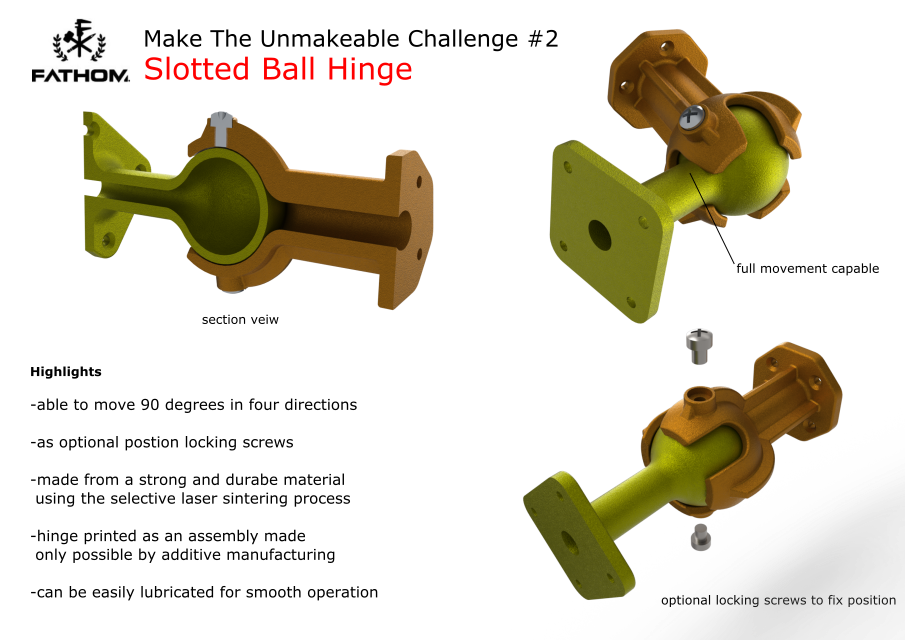 FATHOM
Make The Unmakeable Challenge #2
Slotted Ball Hinge
full movement capable
section veiw
Highlights
-able to move 90 degrees in four directions
-as optional postion locking screws
-made from a strong and durabe material
using the selective laser sintering process
-hinge printed as an assembly made
only possible by additive manufacturing
-can be easily lubricated for smooth operation
optional locking screws to fix position